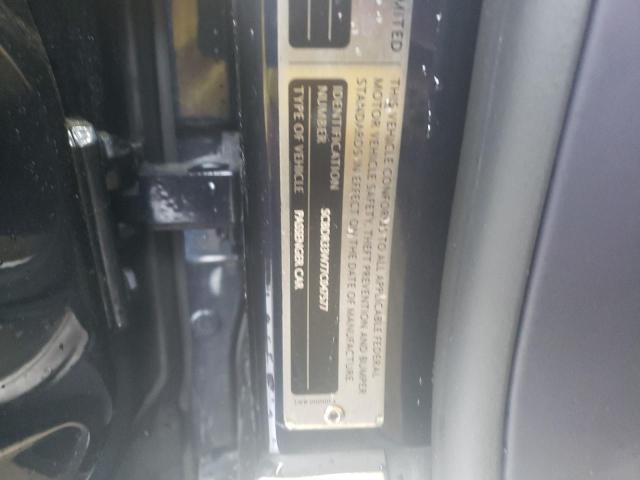 MITED
THIS VEHICLE CONFORMS TO ALL APPLICABLE FEDERAL
MOTOR VEHICLE SAFETY, THEFT PREVENTION AND BUMPER
STANDARDS IN EFFECT ON THE DATE OF MANUFACTURE.
IDENTIFICATION
NUMBER
TYPE OF VEHICLE PASSENGER CAR